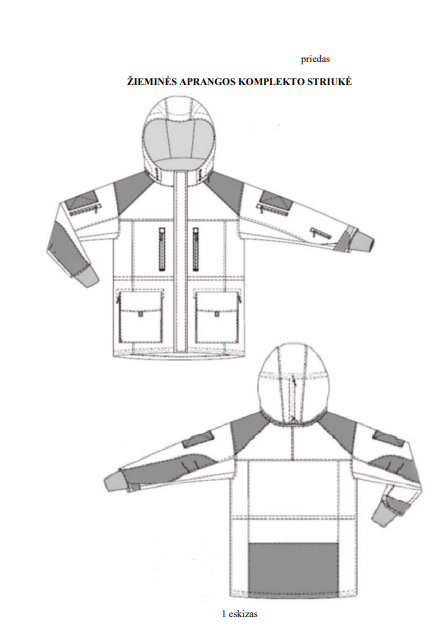 priedas
ŽIEMINĖS APRANGOS KOMPLEKTO STRIUKĖ
1 eskizas